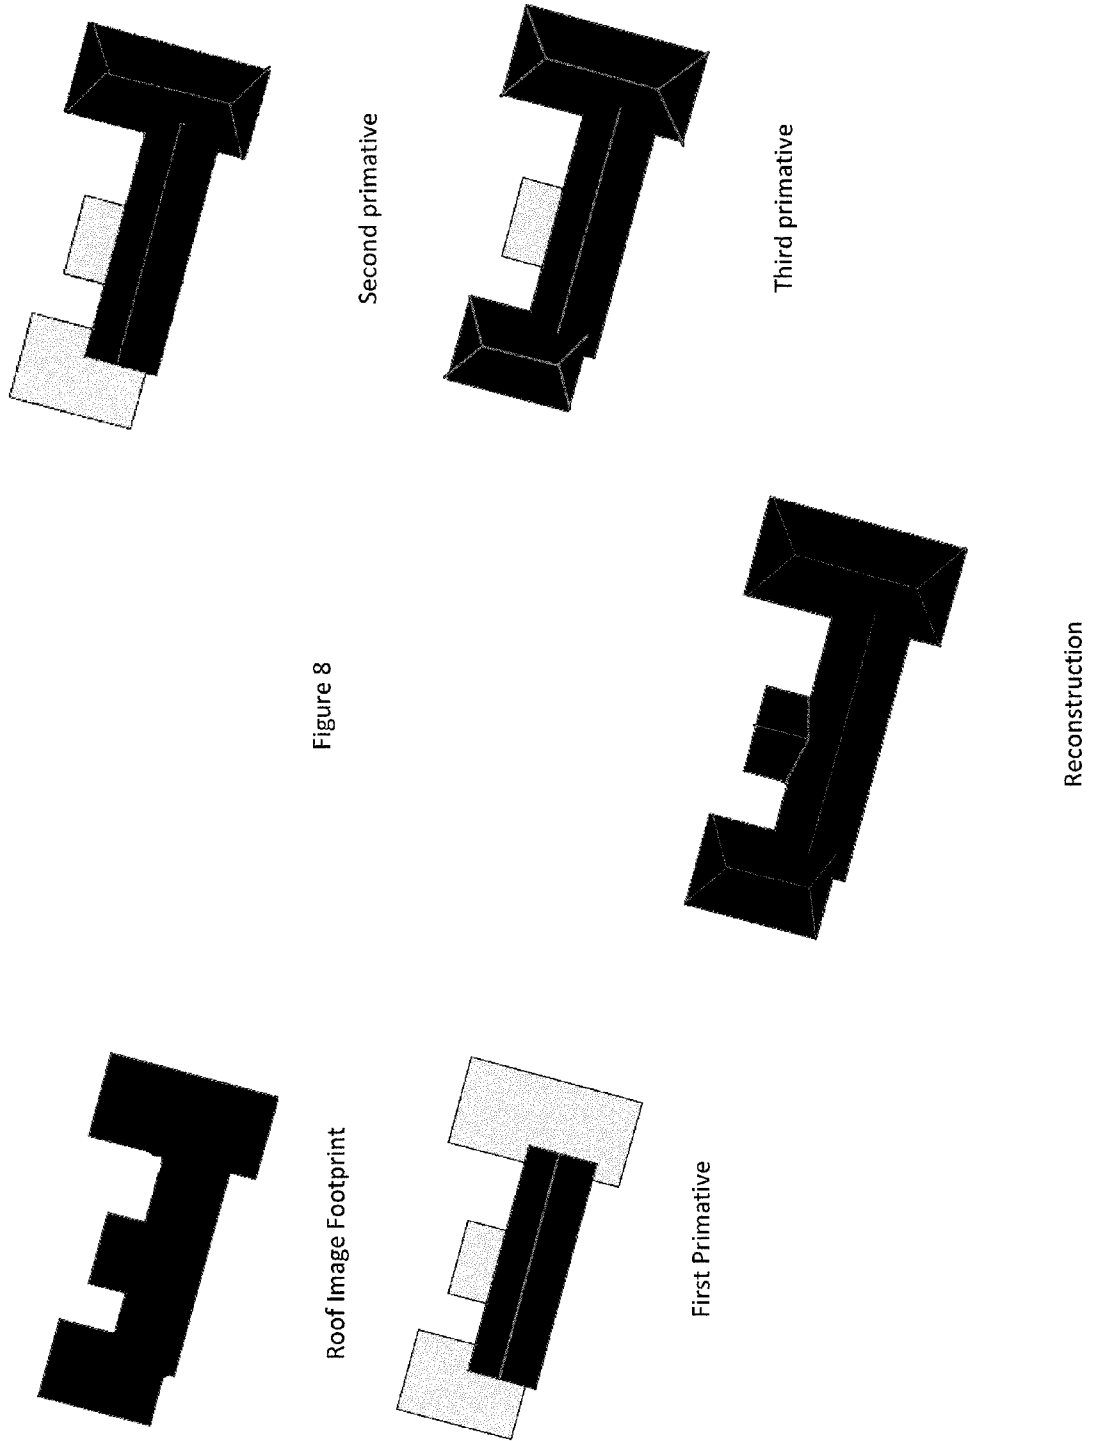 Figure 8
Roof Image Footprint
Second primative
First Primative
Third primative
Reconstruction